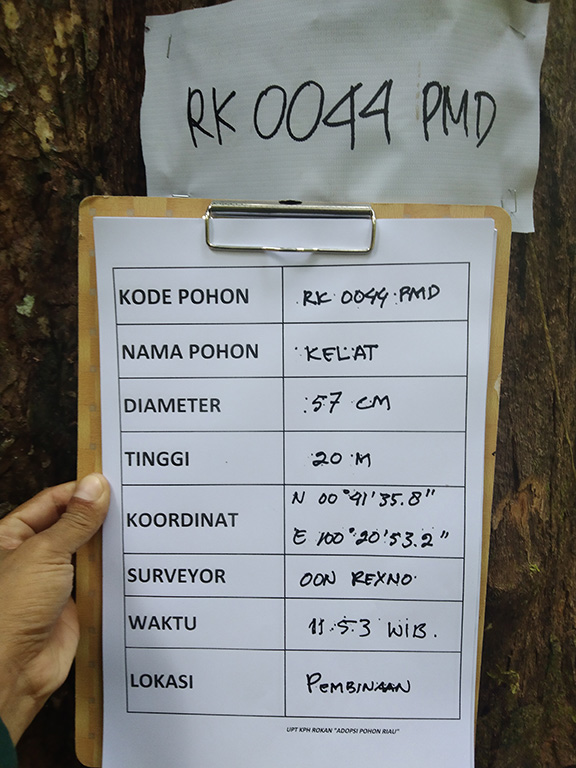 RK 0044 PMD
KODE POHON RK 0044 PMD
NAMA POHON KELAT
DIAMETER 57 CM
TINGGI 20 M
KOORDINAT N 00°41'35.8"
E 100°20'53.2"
SURVEYOR OON REXNO
WAKTU 11.53 WIB.
LOKASI PEMBINAAN
UPT KPH ROKAN "ADOPSI POHON RIAU"